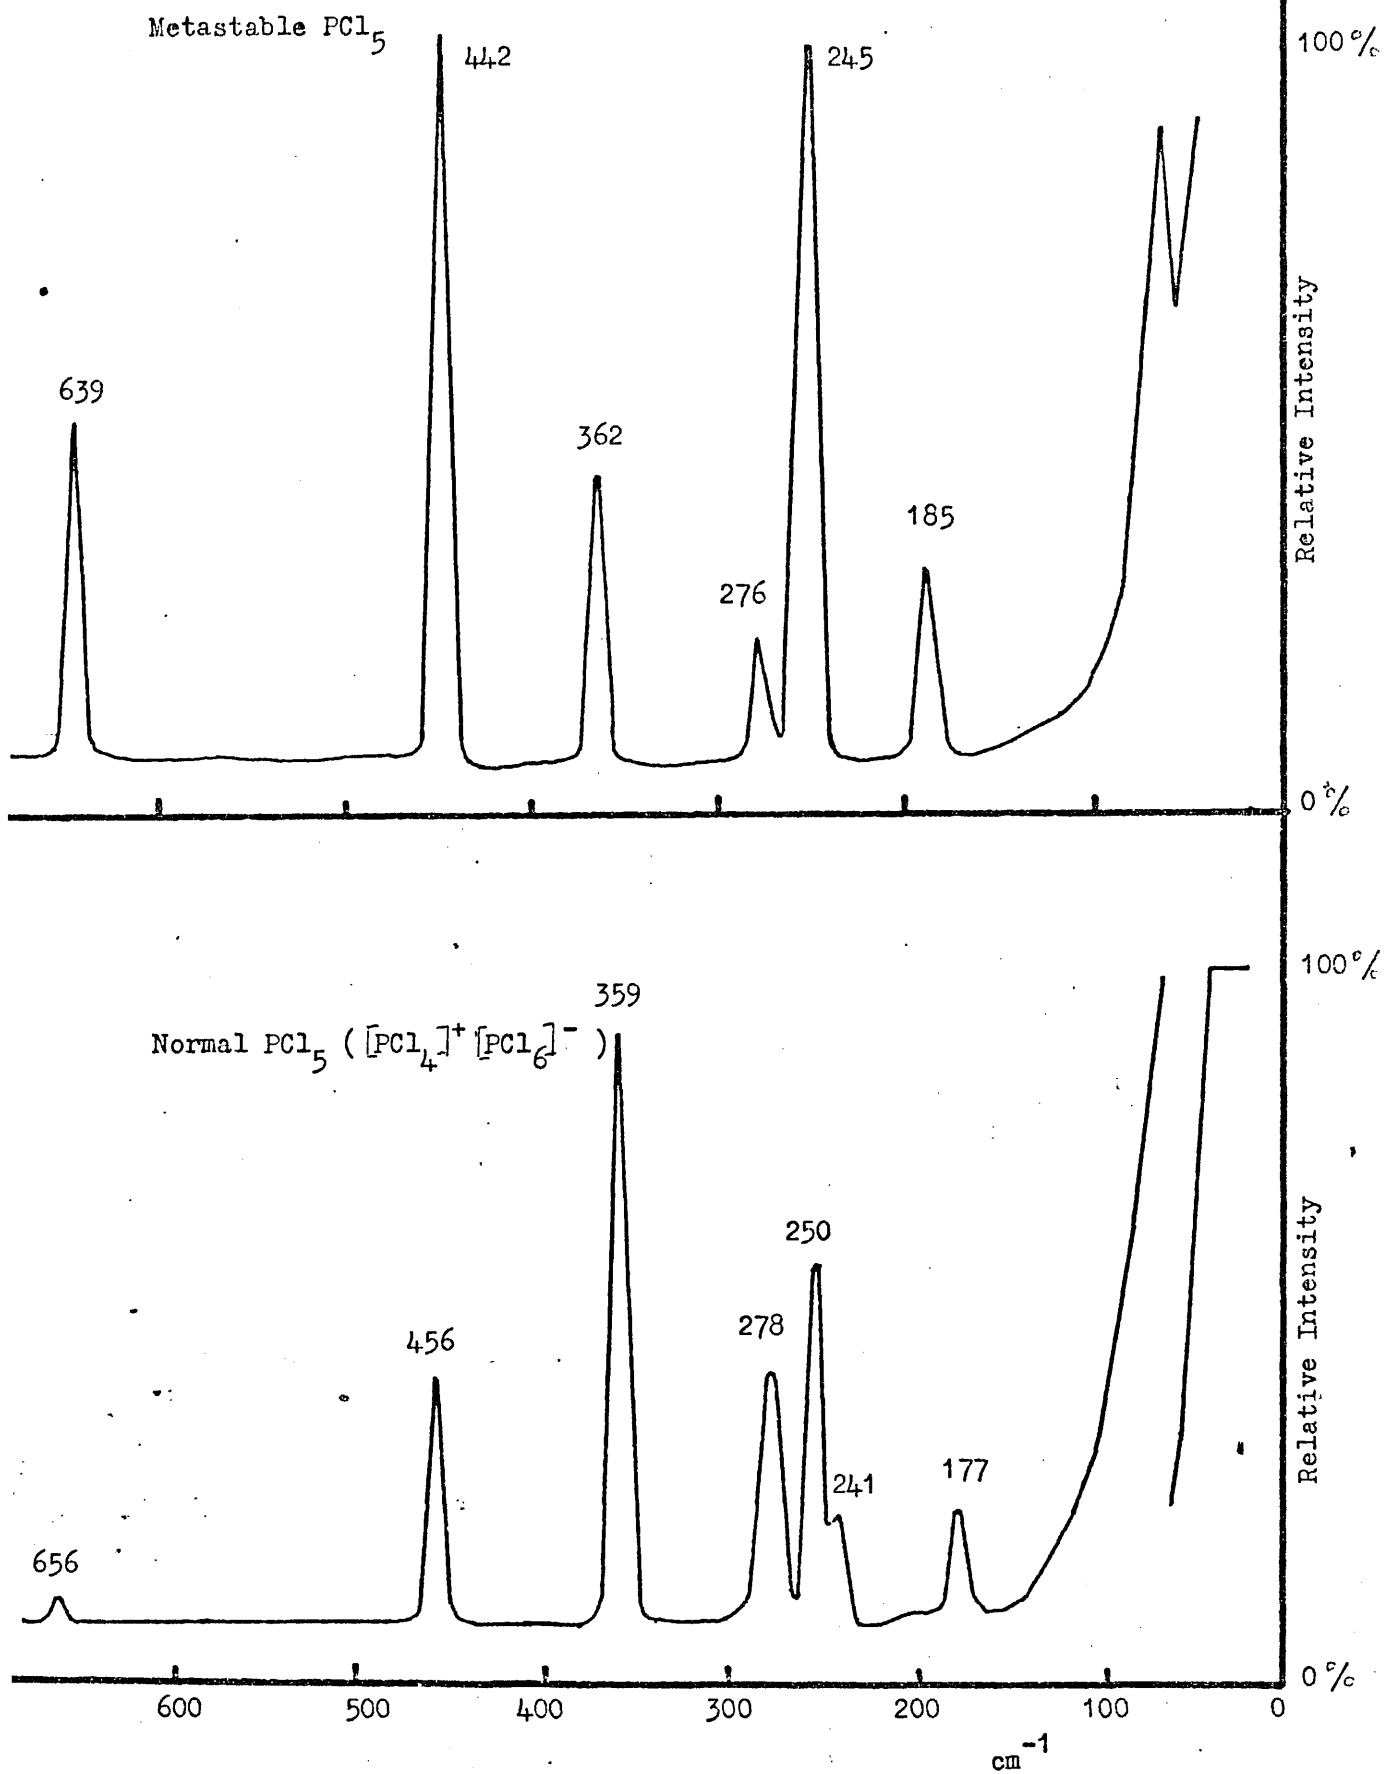 Metastable PCl5
100%
442
245
639
362
185
276
Relative Intensity
0%
100%
359
Normal PCl5 ([PCl4]+[PCl6]-)
250
278
456
241
177
656
Relative Intensity
0%
600 500 400 300 200 100 0
cm-1